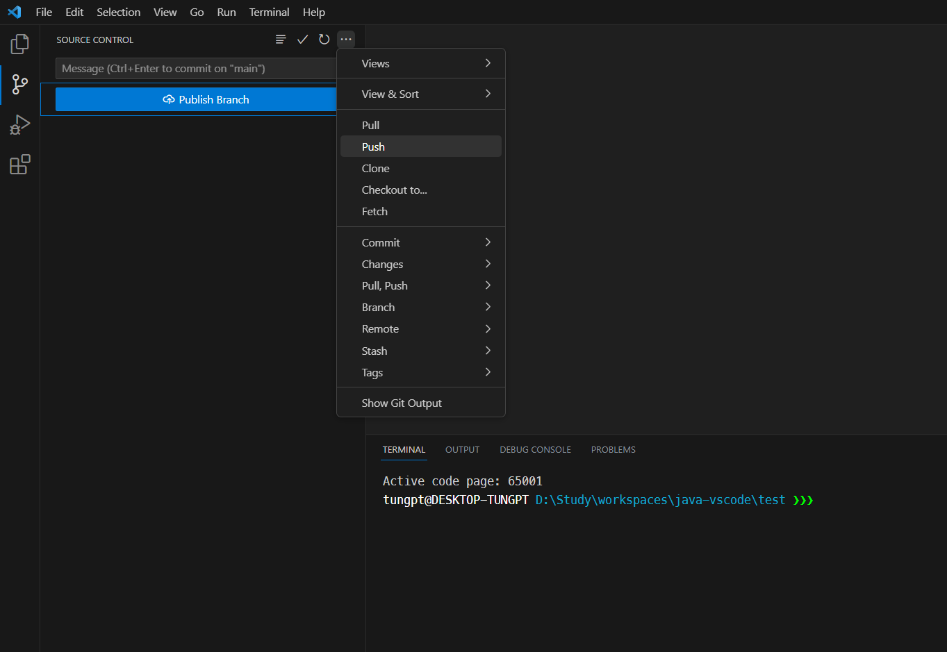 File Edit Selection View Go Run Terminal Help
SOURCE CONTROL
Message (Ctrl+Enter to commit on "main")
Publish Branch
Views
View & Sort
Pull
Push
Clone
Checkout to...
Fetch
Commit
Changes
Pull, Push
Branch
Remote
Stash
Tags
Show Git Output
TERMINAL OUTPUT DEBUG CONSOLE PROBLEMS
Active code page: 65001
tungpt@DESKTOP-TUNGPT D:\Study\workspaces\java-vscode\test ❯❯❯